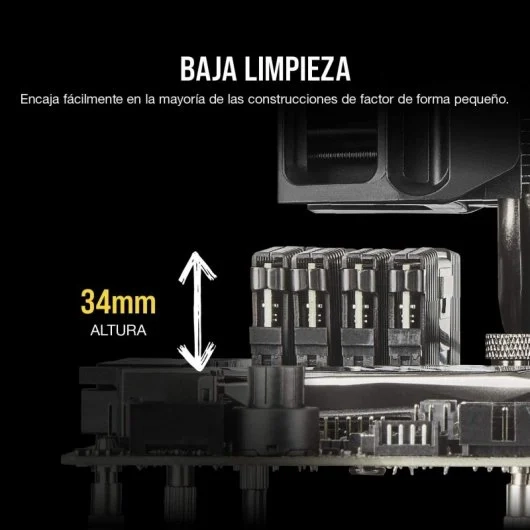 BAJA LIMPIEZA
Encaja fácilmente en la mayoría de las construcciones de factor de forma pequeño.
34mm
ALTURA